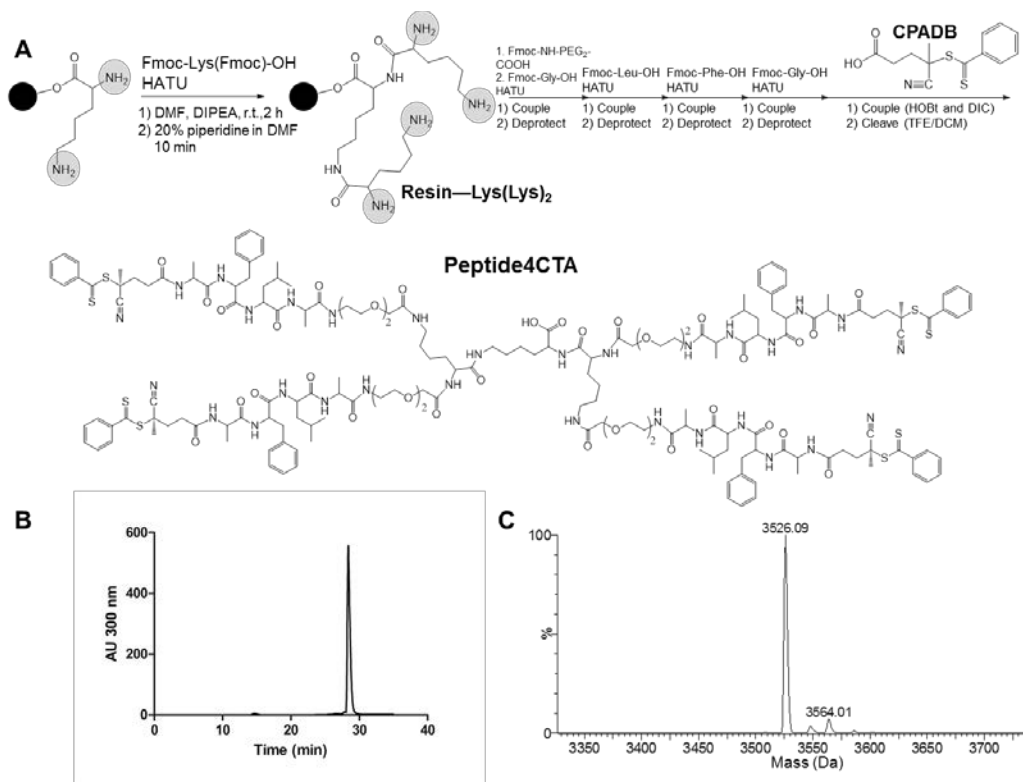 A
Fmoc-Lys(Fmoc)-OH
HATU
1) DMF, DIPEA, r.t.,2 h
2) 20% piperidine in DMF
10 min
O
O
NH₂
NH₂
O
O
O
NH
NH
O
NH₂
NH₂
NH₂
NH₂
Resin—Lys(Lys)₂
1. Fmoc-NH-PEG₂-
COOH
2. Fmoc-Gly-OH
HATU
1) Couple
2) Deprotect
Fmoc-Leu-OH
HATU
1) Couple
2) Deprotect
Fmoc-Phe-OH
HATU
1) Couple
2) Deprotect
Fmoc-Gly-OH
HATU
1) Couple
2) Deprotect
CPADB
O
HO
S
S
C
N
1) Couple (HOBt and DIC)
2) Cleave (TFE/DCM)
Peptide4CTA
B
AU 300 nm
600
400
200
0
0
10
20
30
40
Time (min)
C
100
%
0
3526.09
3564.01
3350
3400
3450
3500
3550
3600
3650
3700
Mass (Da)